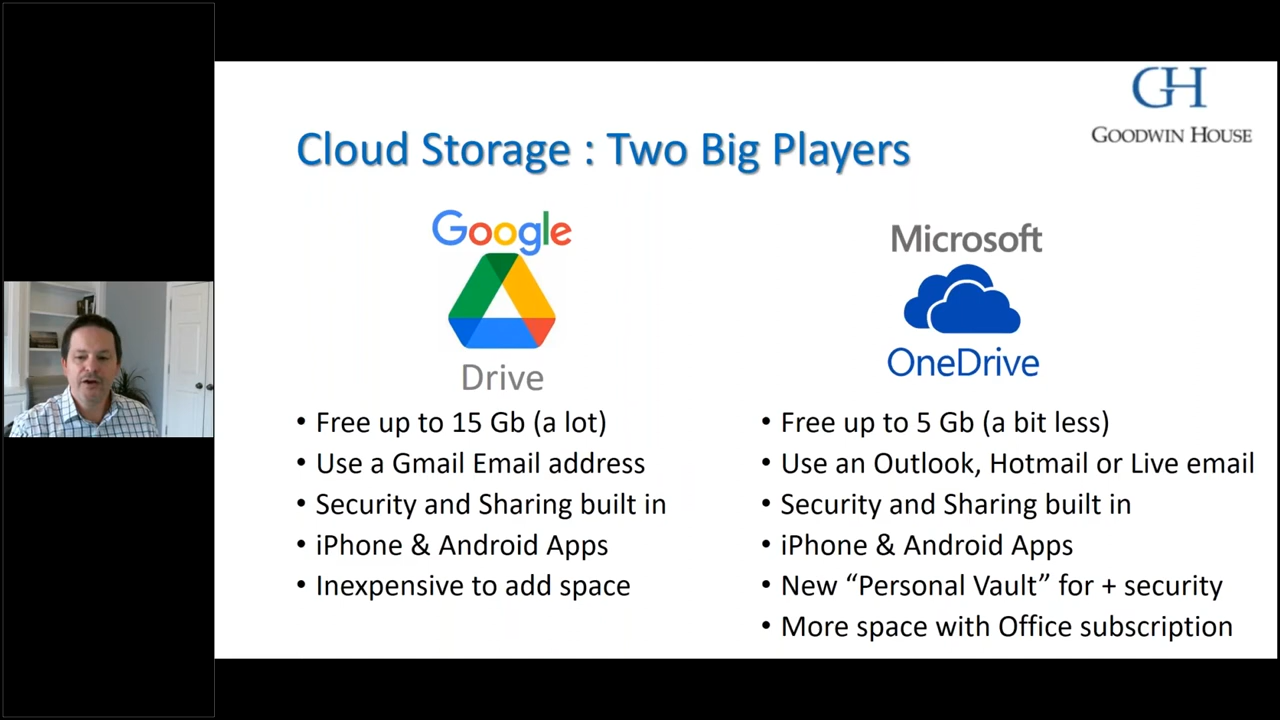 GH
GOODWIN HOUSE
Cloud Storage : Two Big Players
Google
Drive
• Free up to 15 Gb (a lot)
• Use a Gmail Email address
• Security and Sharing built in
• iPhone & Android Apps
• Inexpensive to add space
Microsoft
OneDrive
• Free up to 5 Gb (a bit less)
• Use an Outlook, Hotmail or Live email
• Security and Sharing built in
• iPhone & Android Apps
• New “Personal Vault” for + security
• More space with Office subscription